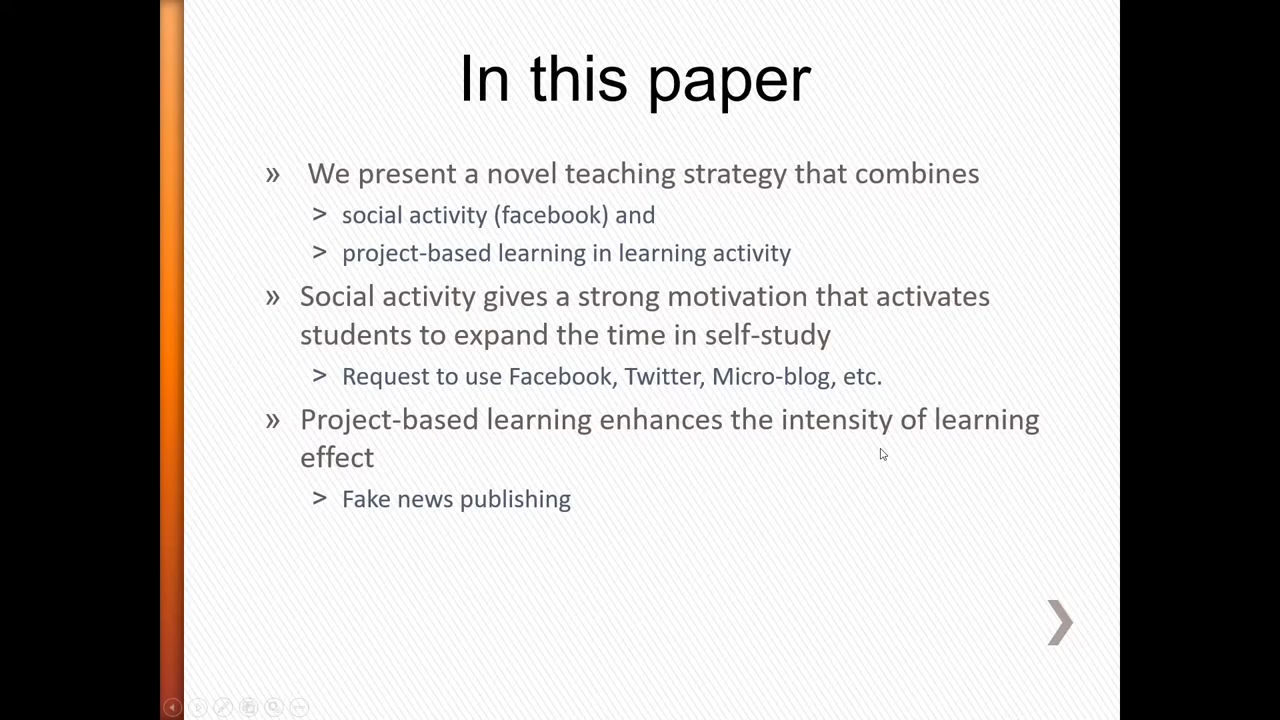 In this paper
» We present a novel teaching strategy that combines
> social activity (facebook) and
> project-based learning in learning activity
» Social activity gives a strong motivation that activates
students to expand the time in self-study
> Request to use Facebook, Twitter, Micro-blog, etc.
» Project-based learning enhances the intensity of learning
effect
> Fake news publishing